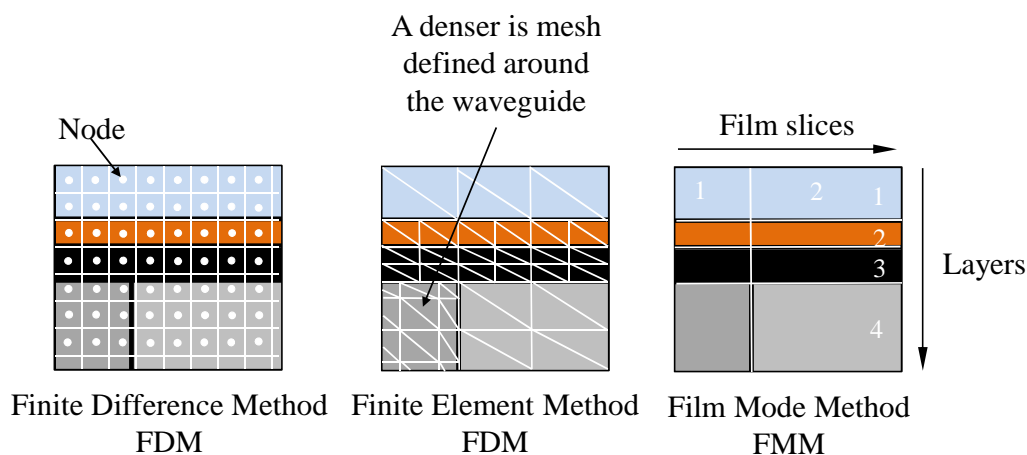 A denser is mesh
defined around
the waveguide
Node
Film slices
1
2
1
2
3
4
Layers
Finite Difference Method
FDM
Finite Element Method
FDM
Film Mode Method
FMM